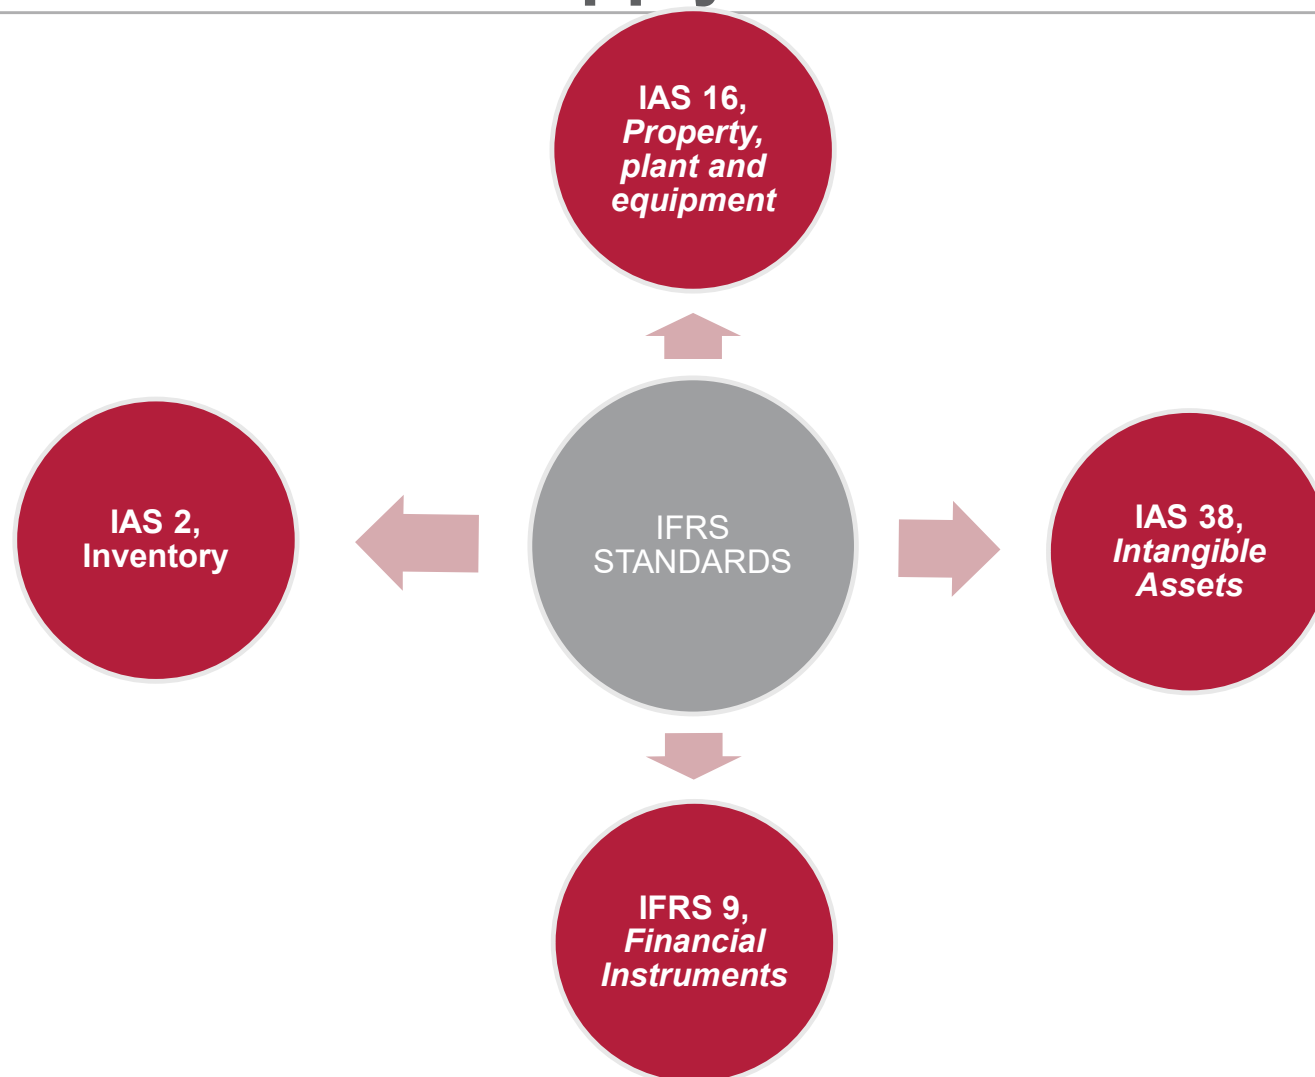 IAS 16,
Property,
plant and
equipment
IAS 2,
Inventory
IFRS
STANDARDS
IAS 38,
Intangible
Assets
IFRS 9,
Financial
Instruments